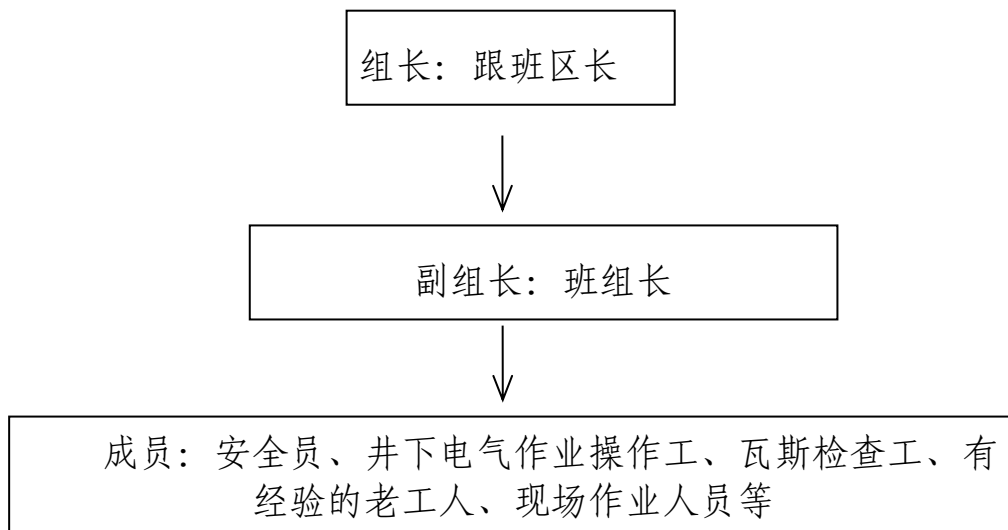 组长：跟班区长
副组长：班组长
成员：安全员、井下电气作业操作工、瓦斯检查工、有
经验的老工人、现场作业人员等